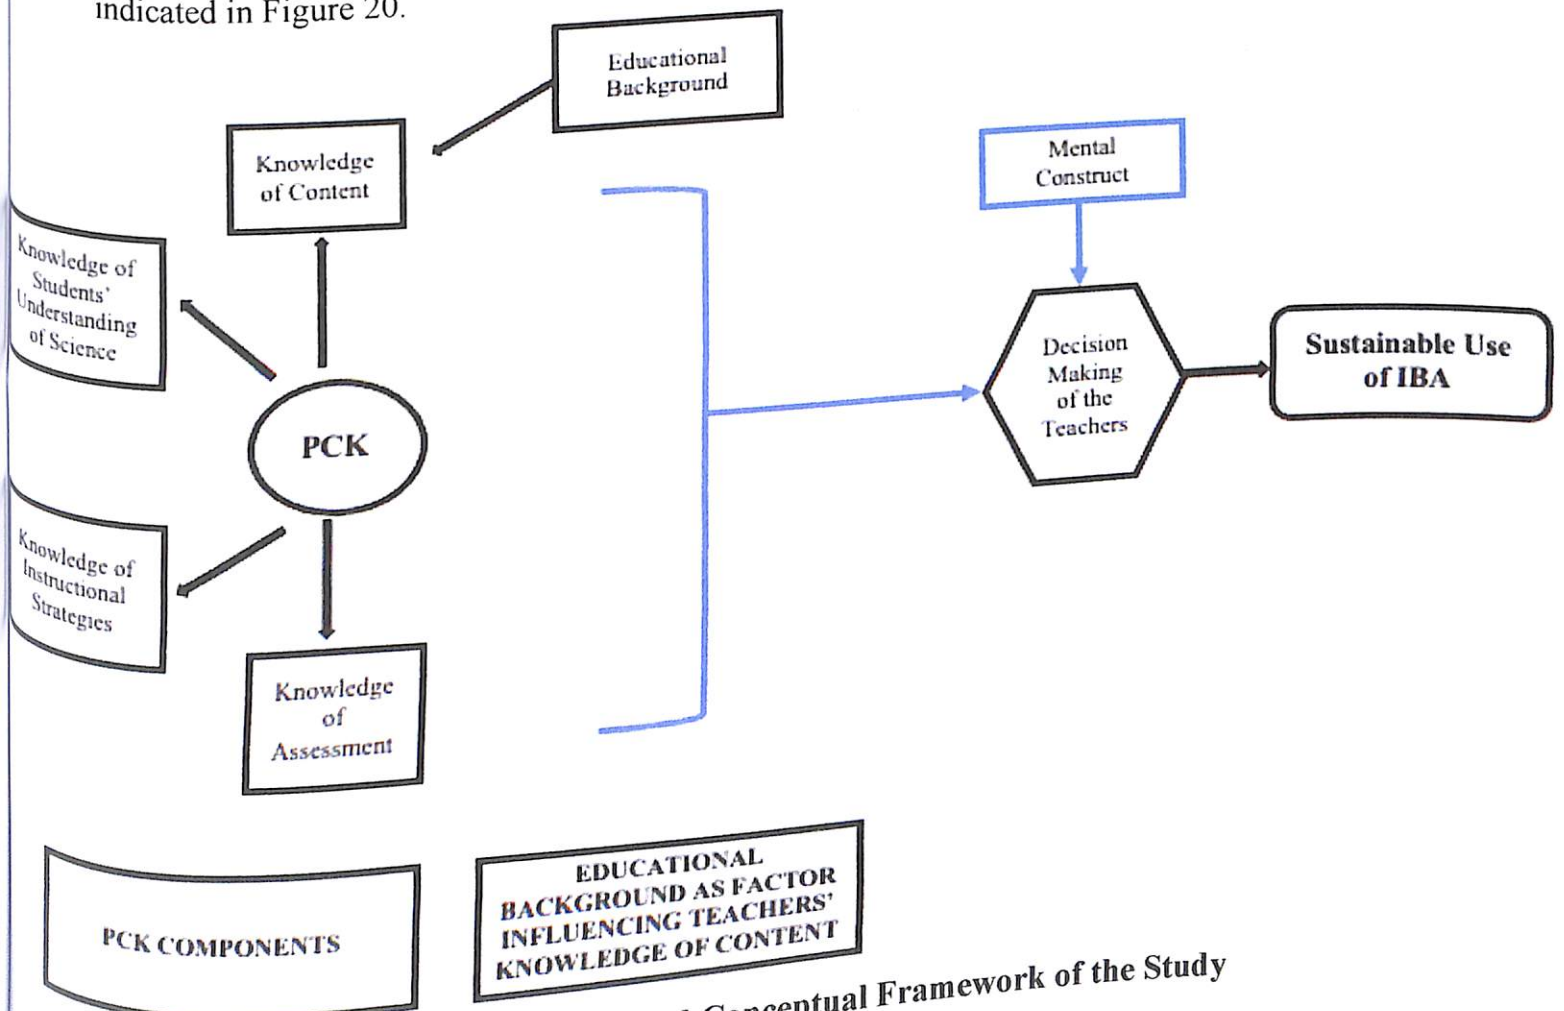 indicated in Figure 20.
Educational
Background
Knowledge
of Content
Mental
Construct
Knowledge of
Students'
Understanding
of Science
Decision
Making
of the
Teachers
Sustainable Use
of IBA
PCK
Knowledge of
Instructional
Strategies
Knowledge
of
Assessment
PCK COMPONENTS
EDUCATIONAL
BACKGROUND AS FACTOR
INFLUENCING TEACHERS'
KNOWLEDGE OF CONTENT
Conceptual Framework of the Study